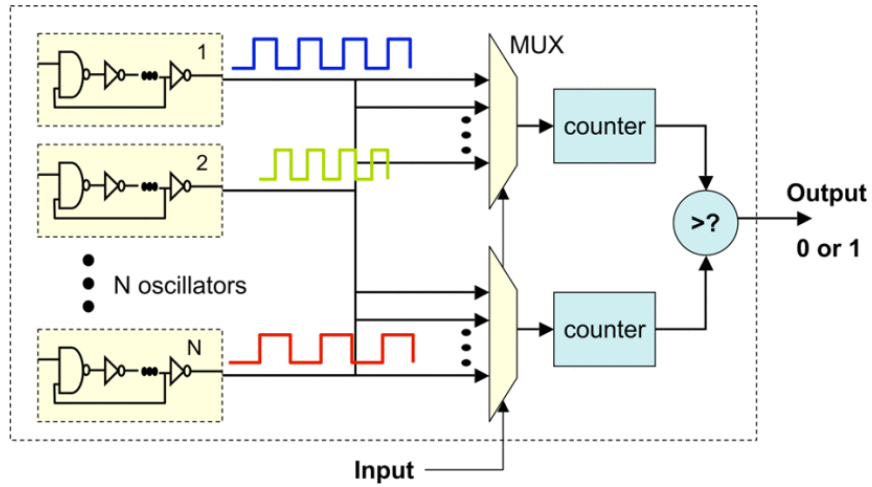 1
MUX
counter
2
Output
>?
0 or 1
N oscillators
N
counter
Input